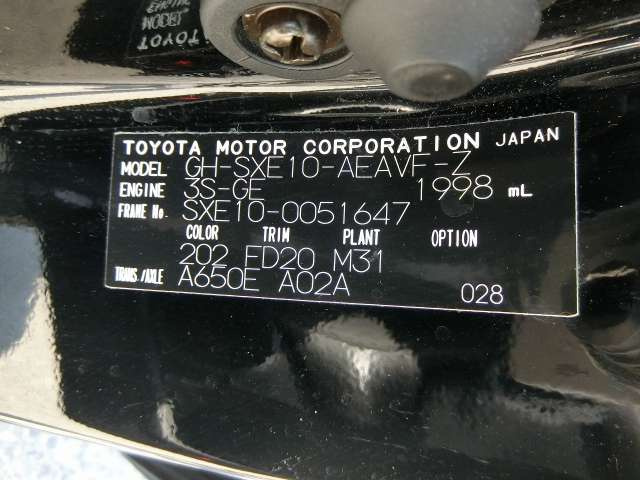 TOYOTA MOTOR CORPORATION JAPAN
MODEL GH-SXE10-AEAVF-Z
ENGINE 3S-GE 1998 mL
FRAME No. SXE10-0051647
COLOR TRIM PLANT OPTION
202 FD20 M31
TRANS./AXLE A650E A02A
028